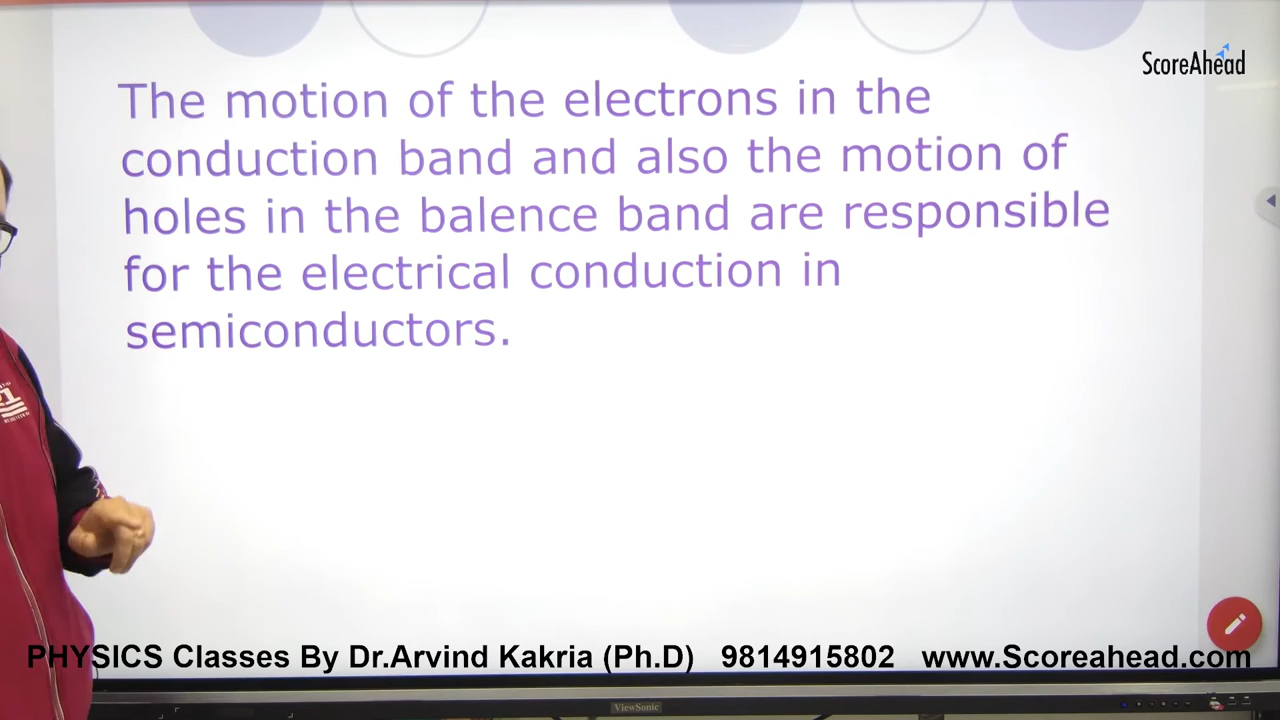 ScoreAhead
The motion of the electrons in the
conduction band and also the motion of
holes in the balence band are responsible
for the electrical conduction in
semiconductors.
21
PHYSICS Classes By Dr.Arvind Kakria (Ph.D) 9814915802 www.Scoreahead.com
ViewSonic